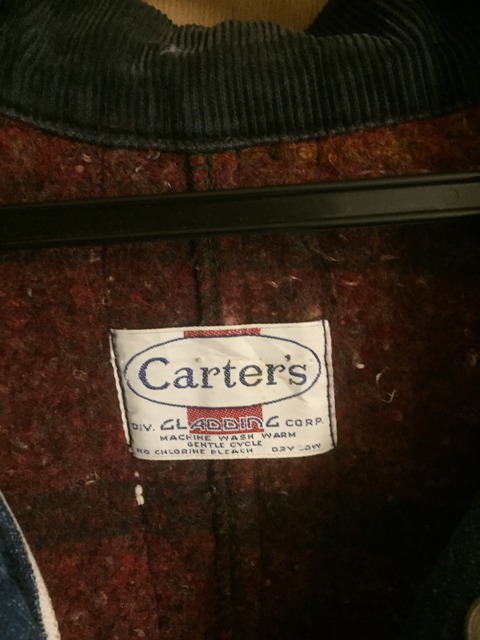 Carter's
DIV. GLADDING CORP.
MACHINE WASH WARM
GENTLE CYCLE
NO CHLORINE BLEACH DRY LOW